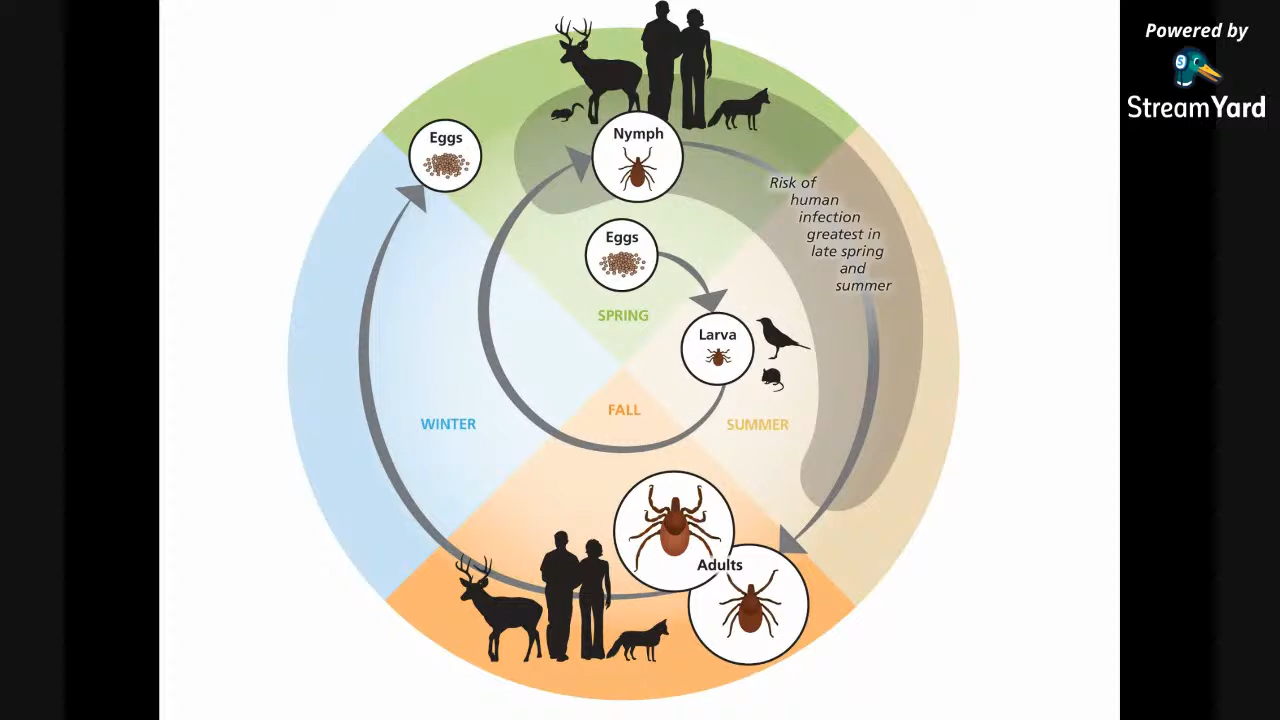 Powered by
StreamYard
Eggs
Nymph
Risk of
human
infection
greatest in
late spring
and
summer
Eggs
SPRING
Larva
FALL
WINTER
SUMMER
Adults